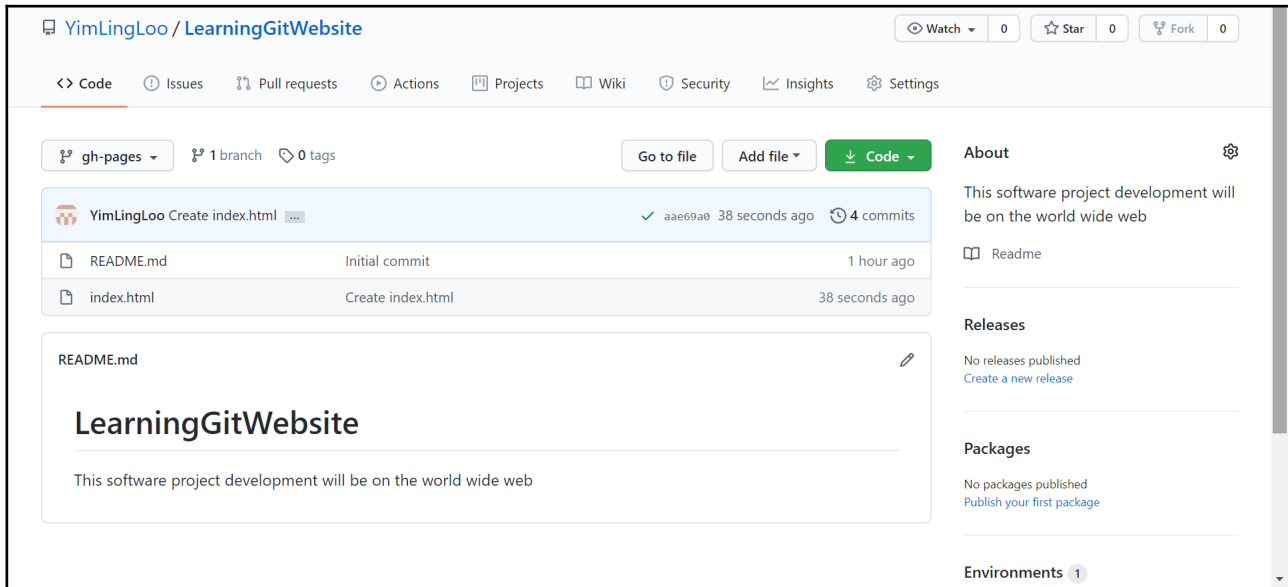 YimLingLoo / LearningGitWebsite
Watch 0 Star 0 Fork 0
<> Code Issues Pull requests Actions Projects Wiki Security Insights Settings
gh-pages 1 branch 0 tags Go to file Add file Code
YimLingLoo Create index.html ... aae69a0 38 seconds ago 4 commits
README.md Initial commit 1 hour ago
index.html Create index.html 38 seconds ago
README.md
LearningGitWebsite
This software project development will be on the world wide web
About
This software project development will
be on the world wide web
Readme
Releases
No releases published
Create a new release
Packages
No packages published
Publish your first package
Environments 1